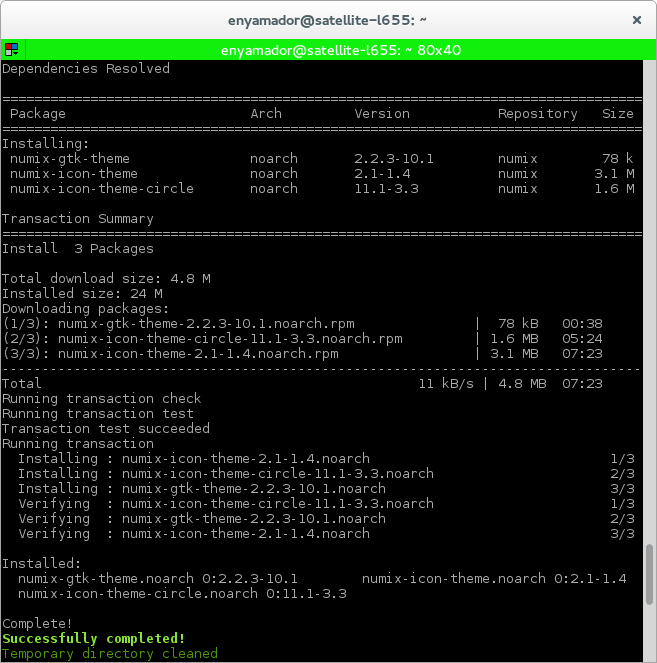 enyamador@satellite-l655: ~
enyamador@satellite-l655: ~ 80x40
Dependencies Resolved
================================================================================
 Package                       Arch         Version           Repository   Size
================================================================================
Installing:
 numix-gtk-theme               noarch       2.2.3-10.1        numix        78 k
 numix-icon-theme              noarch       2.1-1.4           numix       3.1 M
 numix-icon-theme-circle       noarch       11.1-3.3          numix       1.6 M
Transaction Summary
================================================================================
Install  3 Packages
Total download size: 4.8 M
Installed size: 24 M
Downloading packages:
(1/3): numix-gtk-theme-2.2.3-10.1.noarch.rpm               |  78 kB   00:38
(2/3): numix-icon-theme-circle-11.1-3.3.noarch.rpm         | 1.6 MB   05:24
(3/3): numix-icon-theme-2.1-1.4.noarch.rpm                 | 3.1 MB   07:23
--------------------------------------------------------------------------------
Total                                               11 kB/s | 4.8 MB  07:23
Running transaction check
Running transaction test
Transaction test succeeded
Running transaction
  Installing : numix-icon-theme-2.1-1.4.noarch                              1/3
  Installing : numix-icon-theme-circle-11.1-3.3.noarch                      2/3
  Installing : numix-gtk-theme-2.2.3-10.1.noarch                            3/3
  Verifying  : numix-icon-theme-circle-11.1-3.3.noarch                      1/3
  Verifying  : numix-gtk-theme-2.2.3-10.1.noarch                            2/3
  Verifying  : numix-icon-theme-2.1-1.4.noarch                              3/3
Installed:
  numix-gtk-theme.noarch 0:2.2.3-10.1        numix-icon-theme.noarch 0:2.1-1.4
  numix-icon-theme-circle.noarch 0:11.1-3.3
Complete!
Successfully completed!
Temporary directory cleaned